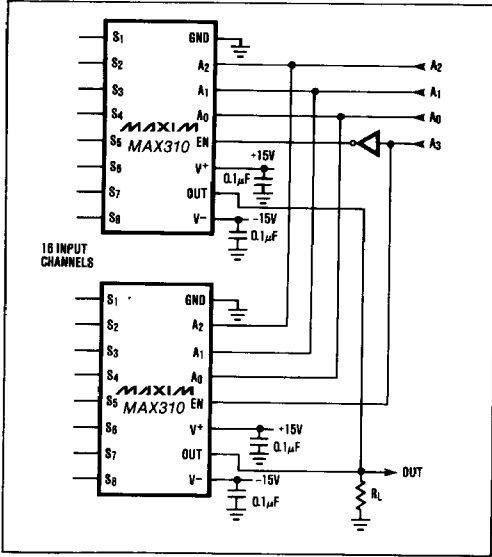 S1 GND
S2 A2 A2
S3 A1 A1
S4 A0 A0
MAXIM
S5 MAX310 EN A3
+15V
S6 V+
0.1µF
S7 OUT
S8 V− −15V
0.1µF
16 INPUT
CHANNELS
S1 GND
S2 A2
S3 A1
S4 A0
MAXIM
S5 MAX310 EN
S6 V+ +15V
0.1µF
S7 OUT OUT
S8 V− −15V
0.1µF RL